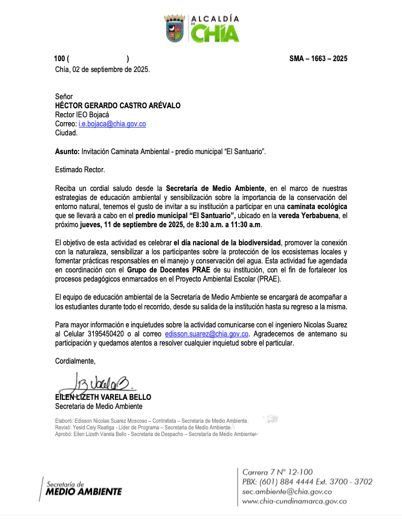 ALCALDÍA
DE CHÍA
100 ( )
SMA – 1663 – 2025
Chía, 02 de septiembre de 2025.
Señor
HÉCTOR GERARDO CASTRO ARÉVALO
Rector IEO Bojacá
Correo: i.e.bojaca@chia.gov.co
Ciudad.
Asunto: Invitación Caminata Ambiental - predio municipal “El Santuario”.
Estimado Rector.
Reciba un cordial saludo desde la Secretaría de Medio Ambiente, en el marco de nuestras
estrategias de educación ambiental y sensibilización sobre la importancia de la conservación del
entorno natural, tenemos el gusto de invitar a su institución a participar en una caminata ecológica
que se llevará a cabo en el predio municipal “El Santuario”, ubicado en la vereda Yerbabuena, el
próximo jueves, 11 de septiembre de 2025, de 8:30 a.m. a 11:30 a.m.
El objetivo de esta actividad es celebrar el día nacional de la biodiversidad, promover la conexión
con la naturaleza, sensibilizar a los participantes sobre la protección de los ecosistemas locales y
fomentar prácticas responsables en el manejo y conservación del agua. Esta actividad fue agendada
en coordinación con el Grupo de Docentes PRAE de su institución, con el fin de fortalecer los
procesos pedagógicos enmarcados en el Proyecto Ambiental Escolar (PRAE).
El equipo de educación ambiental de la Secretaría de Medio Ambiente se encargará de acompañar a
los estudiantes durante todo el recorrido, desde su salida de la institución hasta su regreso a la misma.
Para mayor información e inquietudes sobre la actividad comunicarse con el ingeniero Nicolas Suarez
al Celular 3195450420 o al correo edisson.suarez@chia.gov.co. Agradecemos de antemano su
participación y quedamos atentos a resolver cualquier inquietud sobre el particular.
Cordialmente,
EILEN LIZETH VARELA BELLO
Secretaria de Medio Ambiente
Elaboró: Edisson Nicolas Suarez Moscoso – Contratista – Secretaría de Medio Ambiente.
Revisó: Yesid Cely Reatiga - Líder de Programa – Secretaría de Medio Ambiente
Aprobó: Eilen Lizeth Varela Bello - Secretaria de Despacho – Secretaría de Medio Ambiente
Secretaría de
MEDIO AMBIENTE
Carrera 7 N° 12-100
PBX: (601) 884 4444 Ext. 3700 - 3702
sec.ambiente@chia.gov.co
www.chia-cundinamarca.gov.co